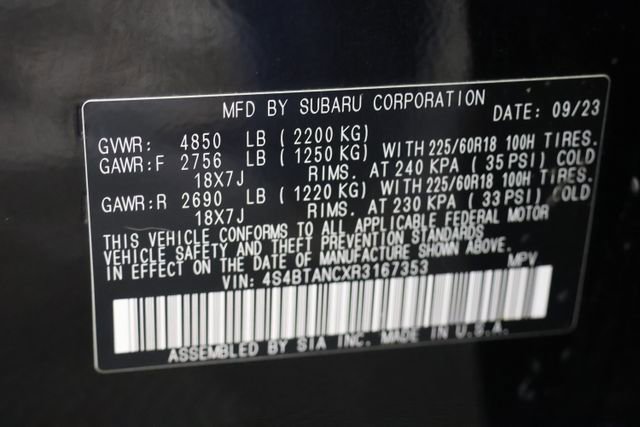 MFD BY SUBARU CORPORATION DATE: 09/23
GVWR: 4850 LB ( 2200 KG)
GAWR:F 2756 LB ( 1250 KG) WITH 225/60R18 100H TIRES.
18X7J RIMS. AT 240 KPA ( 35 PSI) COLD
GAWR:R 2690 LB ( 1220 KG) WITH 225/60R18 100H TIRES.
18X7J RIMS. AT 230 KPA ( 33 PSI) COLD
THIS VEHICLE CONFORMS TO ALL APPLICABLE FEDERAL MOTOR
VEHICLE SAFETY AND THEFT PREVENTION STANDARDS
IN EFFECT ON THE DATE OF MANUFACTURE SHOWN ABOVE.
VIN: 4S4BTANCXR3167353 MPV
ASSEMBLED BY SIA INC. MADE IN U.S.A.